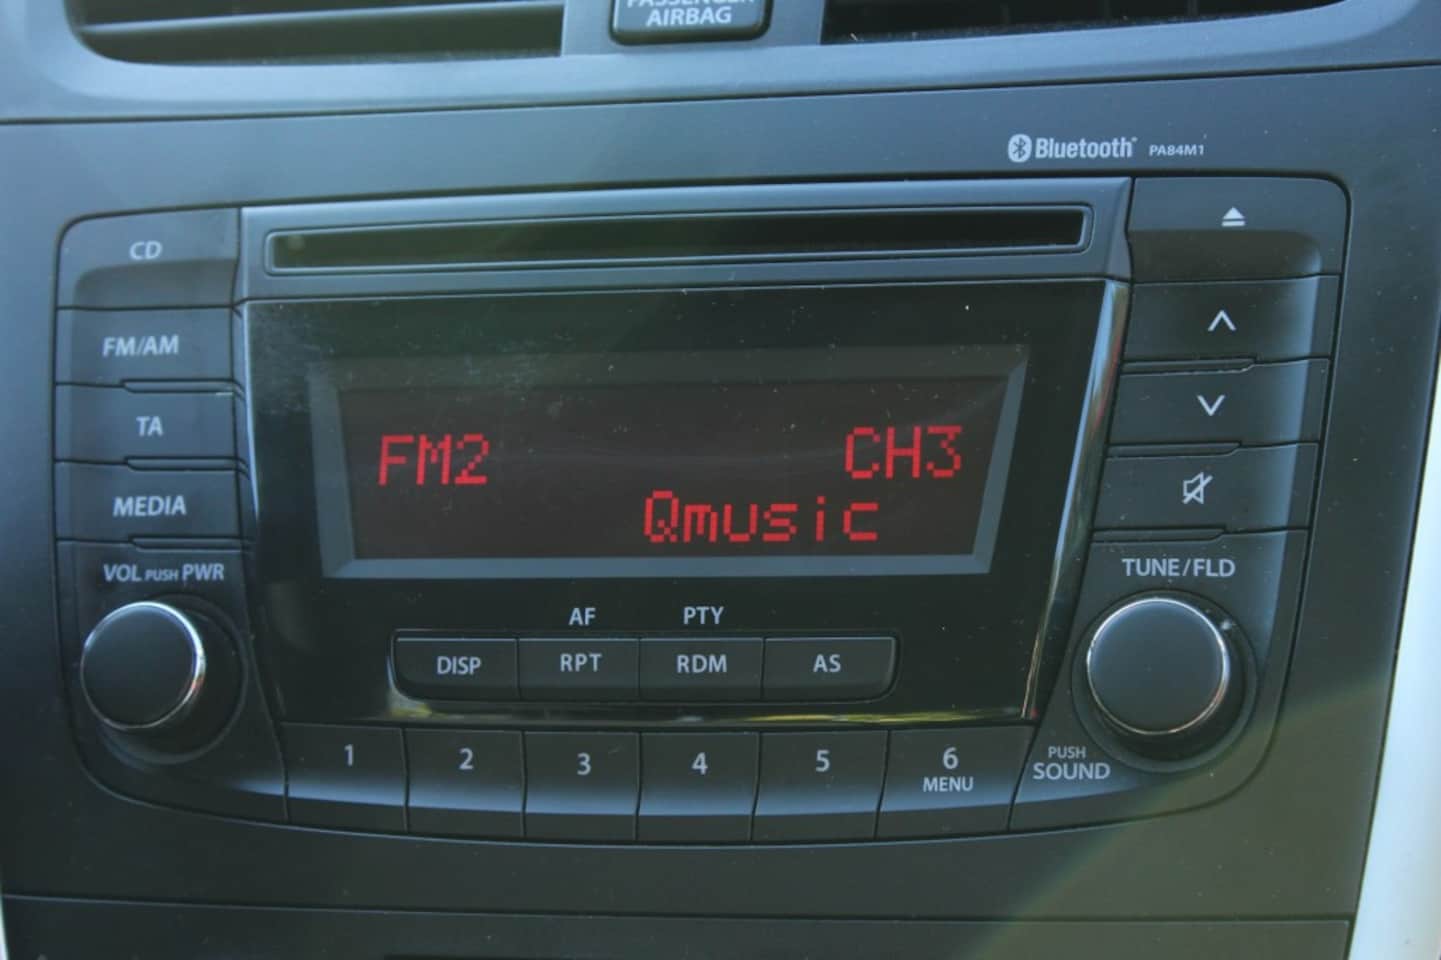 PASSENGER
AIRBAG
Bluetooth PA84M1
CD
FM/AM
TA
MEDIA
VOL PUSH PWR
FM2 CH3
Qmusic
TUNE/FLD
AF PTY
DISP RPT RDM AS
1 2 3 4 5 6
MENU
PUSH
SOUND